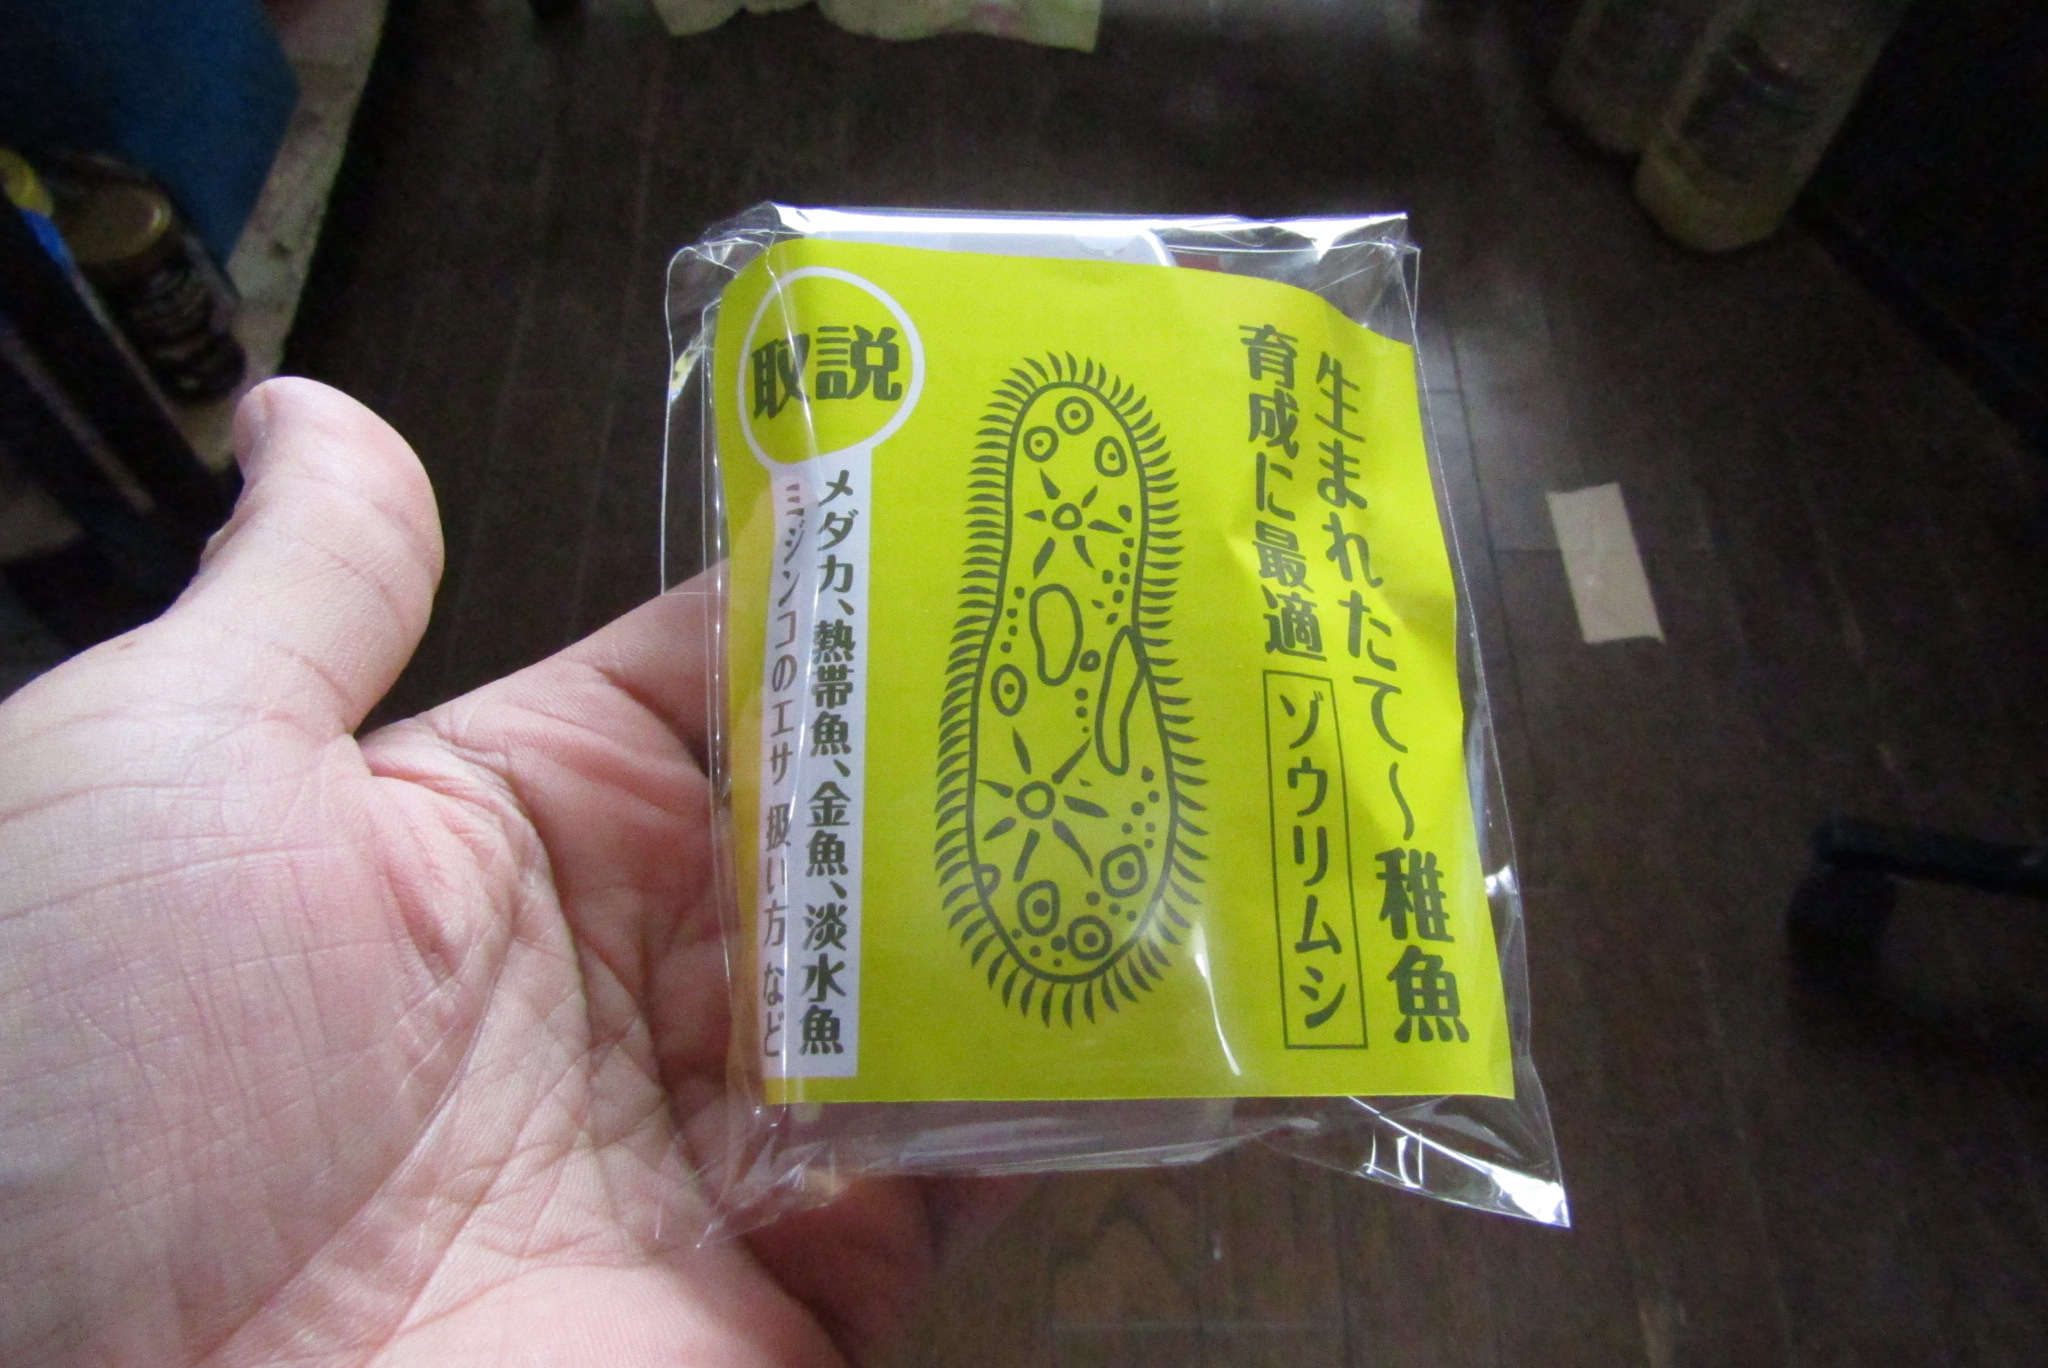 生まれたて〜稚魚
育成に最適
ゾウリムシ
取説
メダカ、熱帯魚、金魚、淡水魚
ミジンコのエサ 扱い方 など